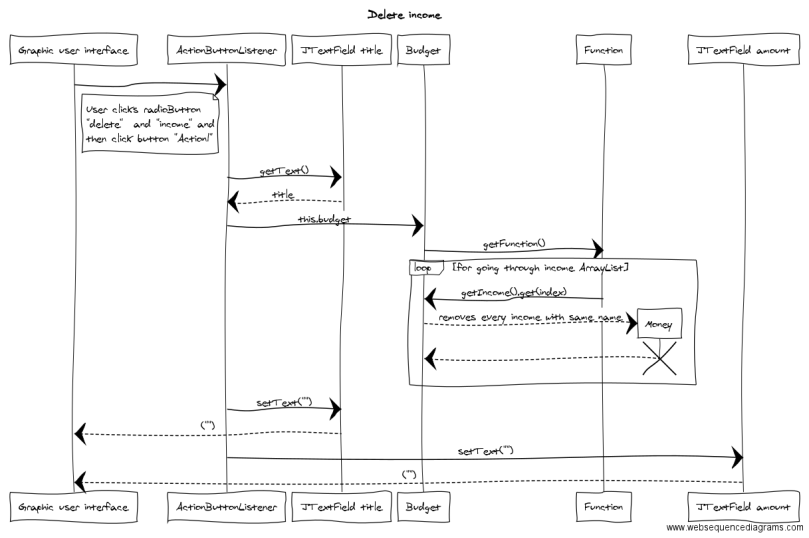 Delete income
Graphic user interface
ActionButtonListener
JTextField title
Budget
Function
JTextField amount
User clicks radioButton
"delete" and "income" and
then click button "Action!"
getText()
title
this.budget
getFunction()
loop
[for going through income ArrayList]
getIncome().get(index)
removes every income with same name
Money
setText("")
("")
setText("")
("")
Graphic user interface
ActionButtonListener
JTextField title
Budget
Function
JTextField amount
www.websequencediagrams.com